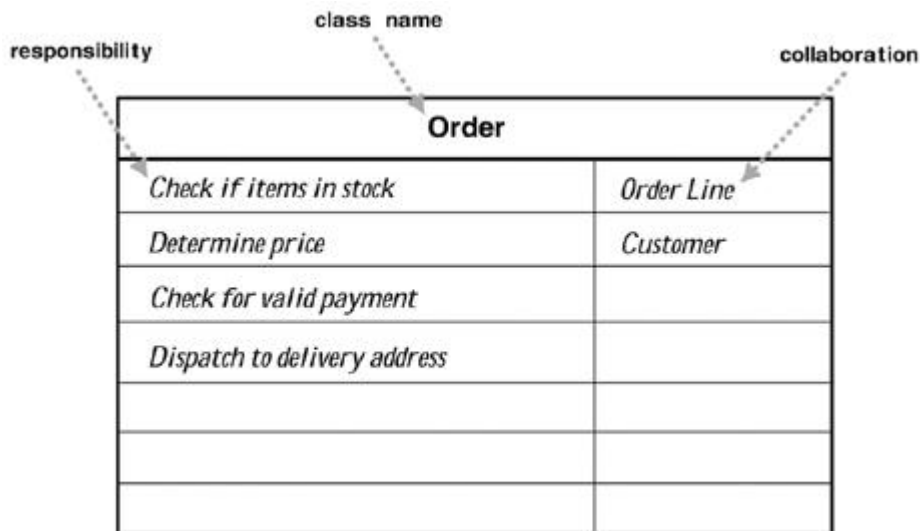 class name
responsibility
collaboration
Order
Check if items in stock
Order Line
Determine price
Customer
Check for valid payment
Dispatch to delivery address